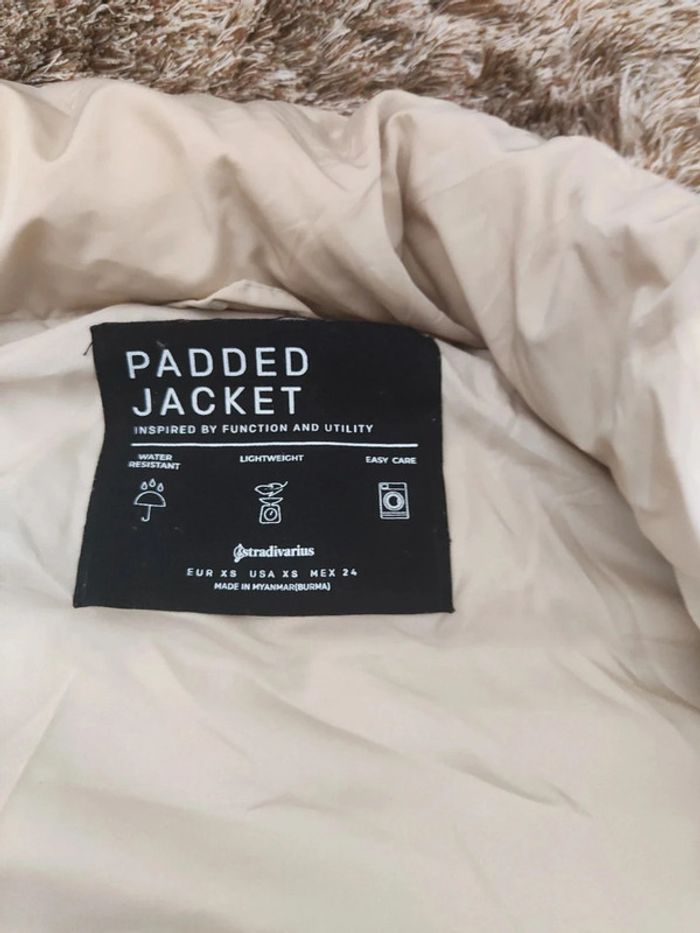 PADDED
JACKET
INSPIRED BY FUNCTION AND UTILITY
WATER RESISTANT LIGHTWEIGHT EASY CARE
stradivarius
EUR XS USA XS MEX 24
MADE IN MYANMAR(BURMA)